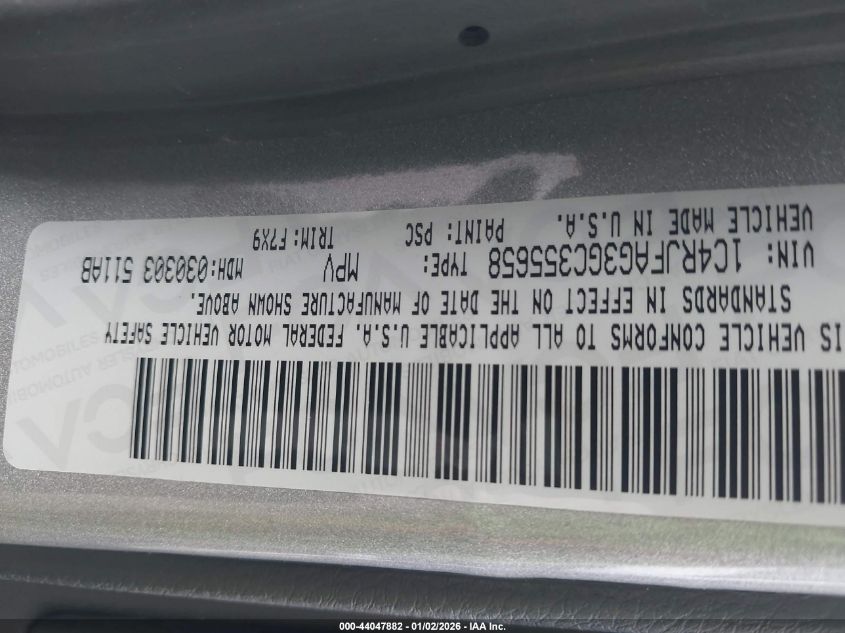 IS VEHICLE CONFORMS TO ALL APPLICABLE U.S.A. FEDERAL MOTOR VEHICLE SAFETY
STANDARDS IN EFFECT ON THE DATE OF MANUFACTURE SHOWN ABOVE.
VIN: 1C4RJFAG3GC355658 TYPE: MPV MDH: 030303 511AB
VEHICLE MADE IN U.S.A. PAINT: PSC TRIM: F7X9
000-44047882 - 01/02/2026 - IAA Inc.